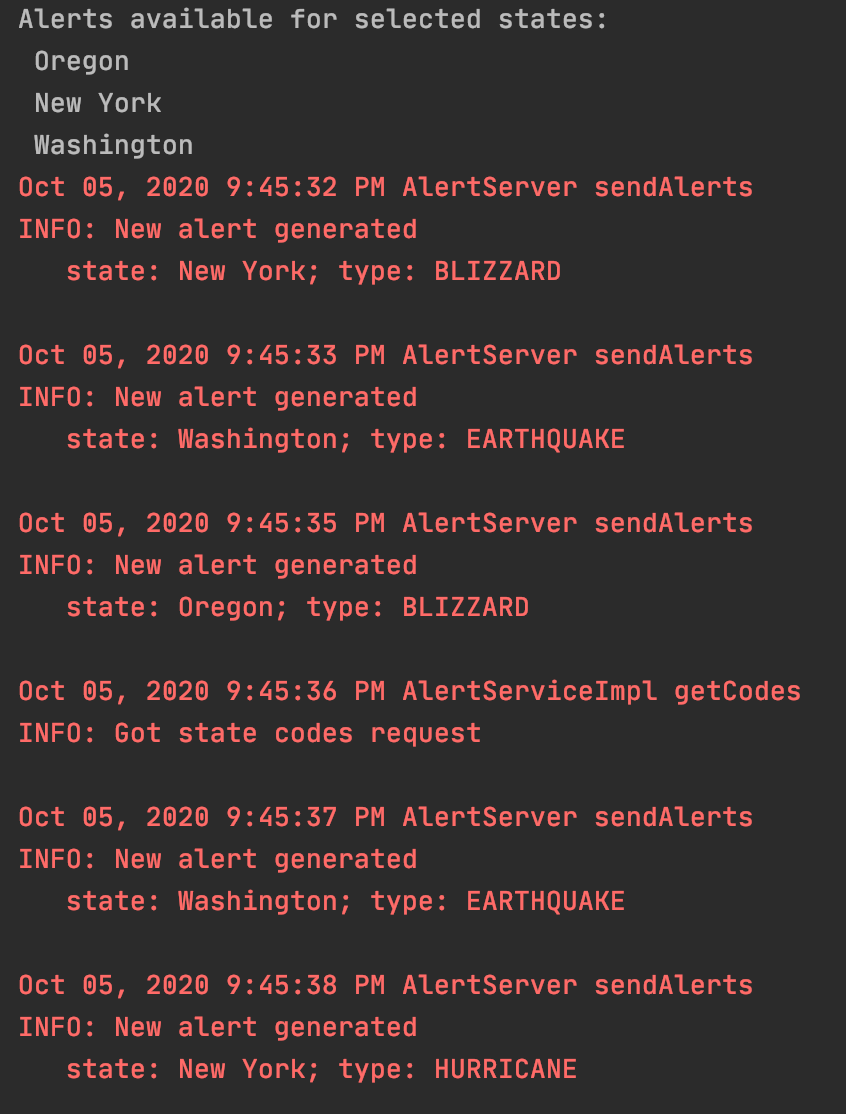 Alerts available for selected states:
Oregon
New York
Washington
Oct 05, 2020 9:45:32 PM AlertServer sendAlerts
INFO: New alert generated
state: New York; type: BLIZZARD
Oct 05, 2020 9:45:33 PM AlertServer sendAlerts
INFO: New alert generated
state: Washington; type: EARTHQUAKE
Oct 05, 2020 9:45:35 PM AlertServer sendAlerts
INFO: New alert generated
state: Oregon; type: BLIZZARD
Oct 05, 2020 9:45:36 PM AlertServiceImpl getCodes
INFO: Got state codes request
Oct 05, 2020 9:45:37 PM AlertServer sendAlerts
INFO: New alert generated
state: Washington; type: EARTHQUAKE
Oct 05, 2020 9:45:38 PM AlertServer sendAlerts
INFO: New alert generated
state: New York; type: HURRICANE